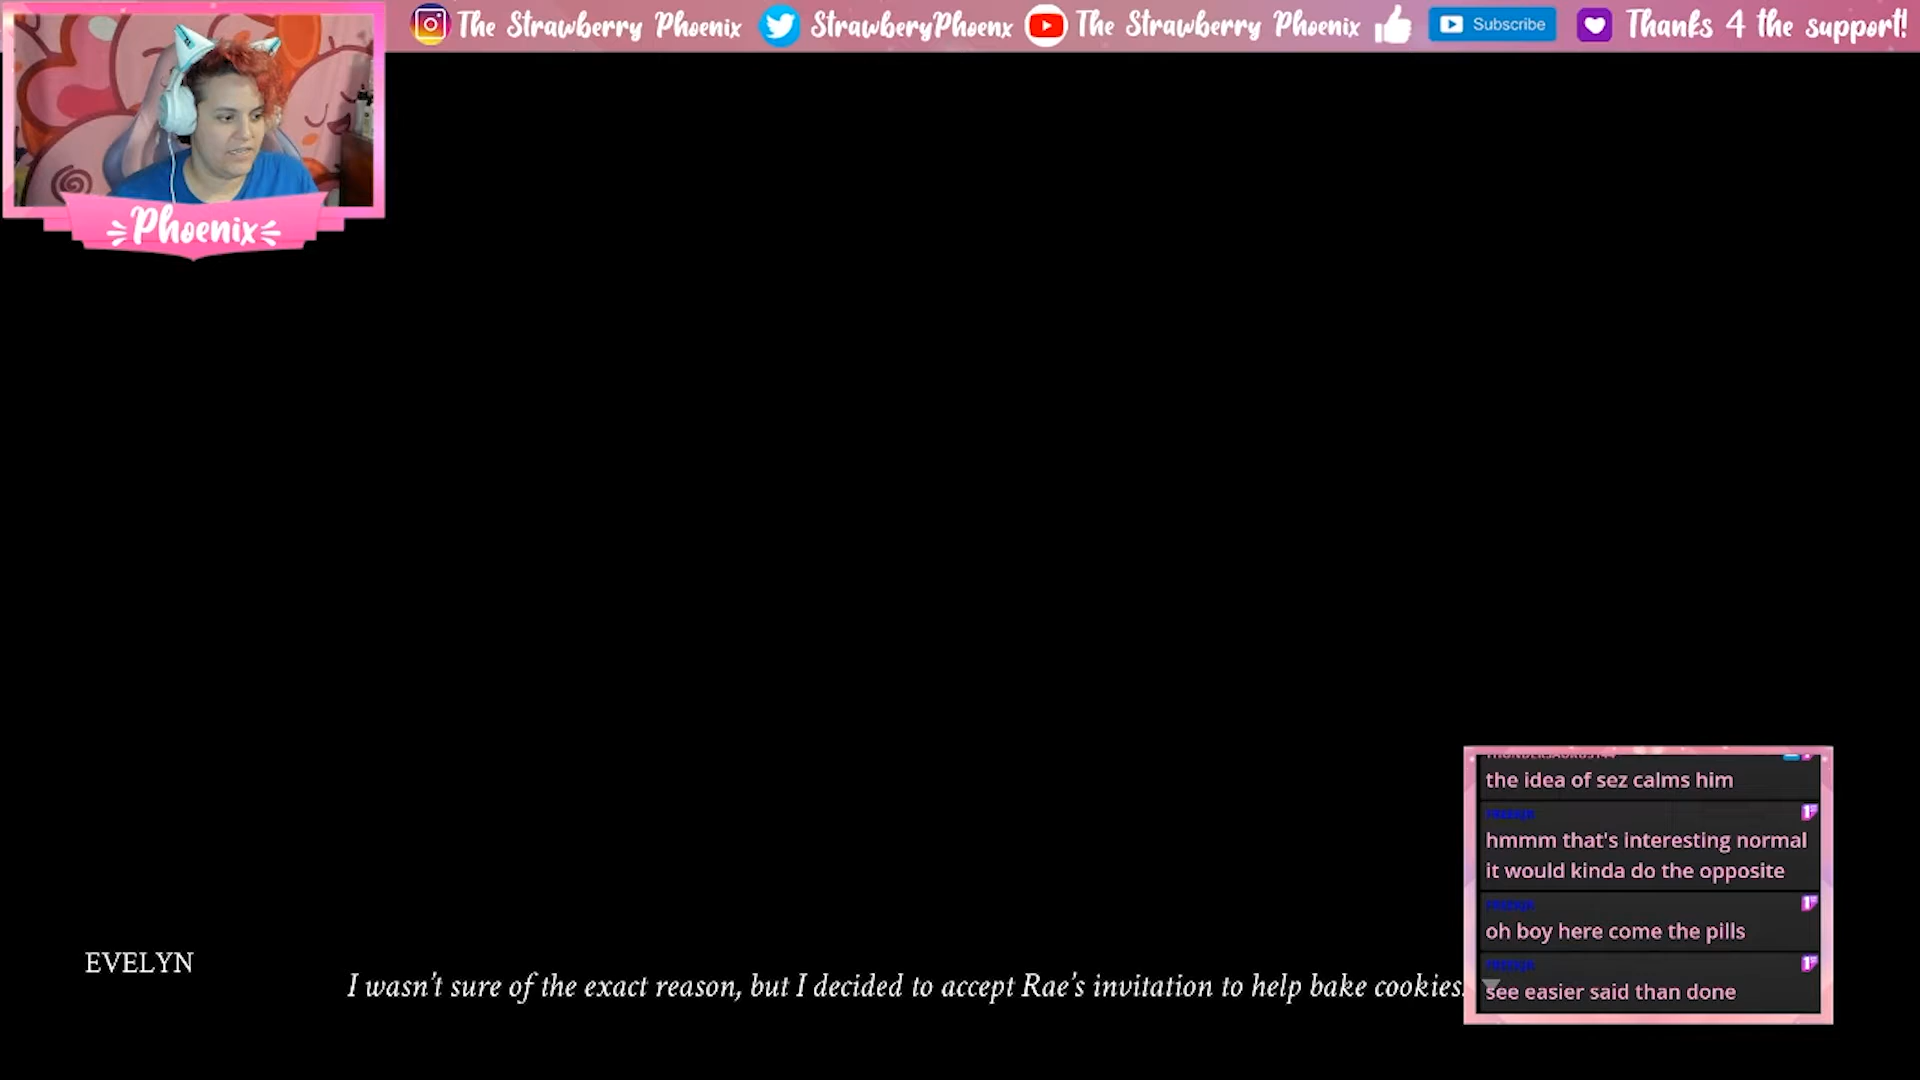 The Strawberry Phoenix StrawberyPhoenx The Strawberry Phoenix Subscribe Thanks 4 the support!
Phoenix
the idea of sez calms him
hmmm that's interesting normal
it would kinda do the opposite
oh boy here come the pills
see easier said than done
EVELYN
I wasn't sure of the exact reason, but I decided to accept Rae's invitation to help bake cookies.